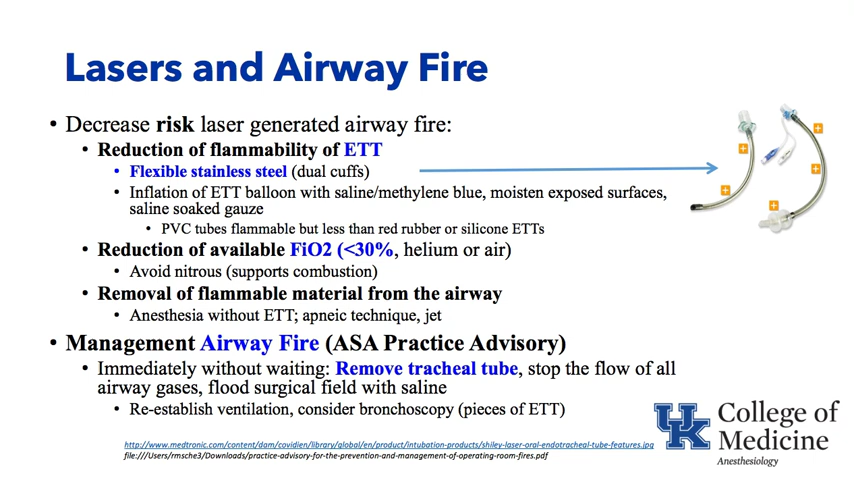 Lasers and Airway Fire
• Decrease risk laser generated airway fire:
• Reduction of flammability of ETT
• Flexible stainless steel (dual cuffs)
• Inflation of ETT balloon with saline/methylene blue, moisten exposed surfaces,
saline soaked gauze
• PVC tubes flammable but less than red rubber or silicone ETTs
• Reduction of available FiO2 (<30%, helium or air)
• Avoid nitrous (supports combustion)
• Removal of flammable material from the airway
• Anesthesia without ETT; apneic technique, jet
• Management Airway Fire (ASA Practice Advisory)
• Immediately without waiting: Remove tracheal tube, stop the flow of all
airway gases, flood surgical field with saline
• Re-establish ventilation, consider bronchoscopy (pieces of ETT)
http://www.medtronic.com/content/dam/covidien/library/global/en/product/intubation-products/shiley-laser-oral-endotracheal-tube-features.jpg
file:///Users/rmsche3/Downloads/practice-advisory-for-the-prevention-and-management-of-operating-room-fires.pdf
UK
College of
Medicine
Anesthesiology